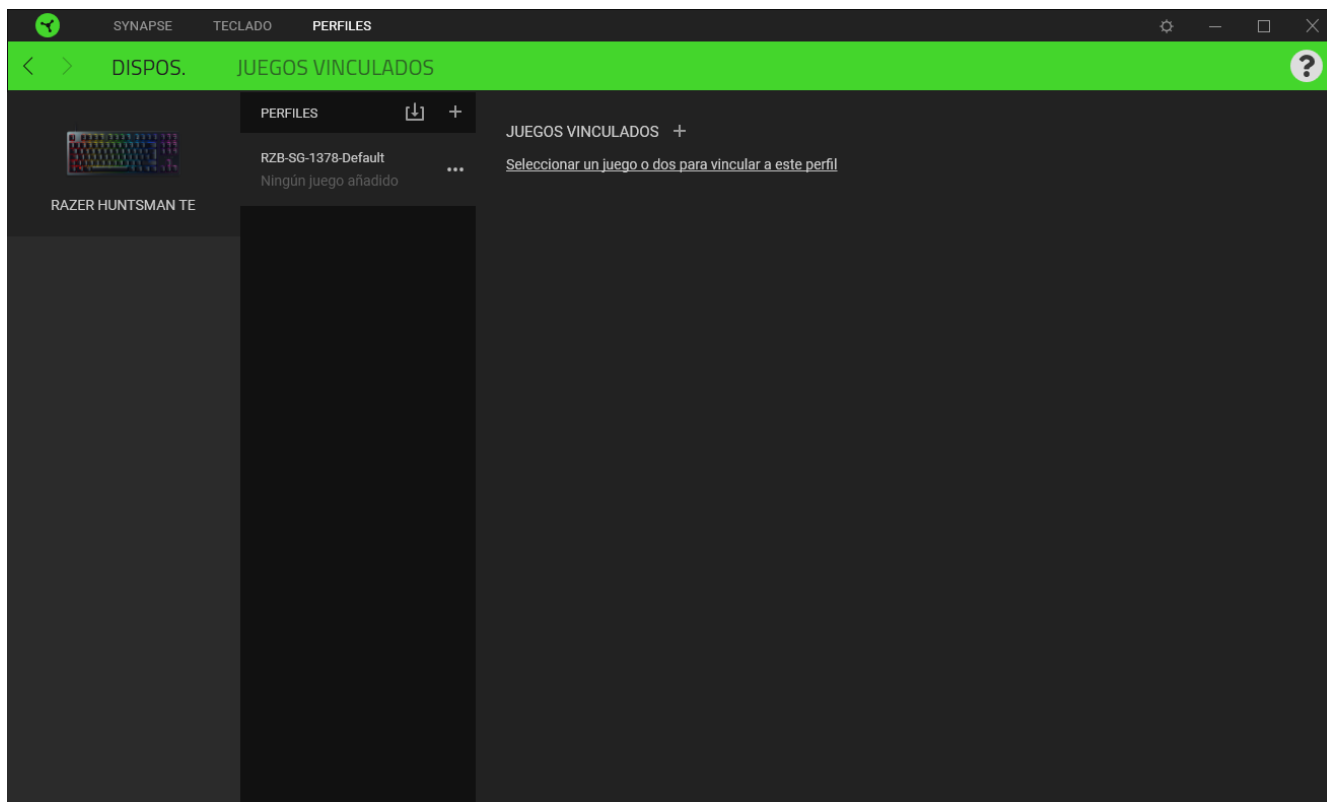 SYNAPSE TECLADO PERFILES
DISPOS. JUEGOS VINCULADOS
?
RAZER HUNTSMAN TE
PERFILES
RZB-SG-1378-Default
Ningún juego añadido
JUEGOS VINCULADOS +
Seleccionar un juego o dos para vincular a este perfil